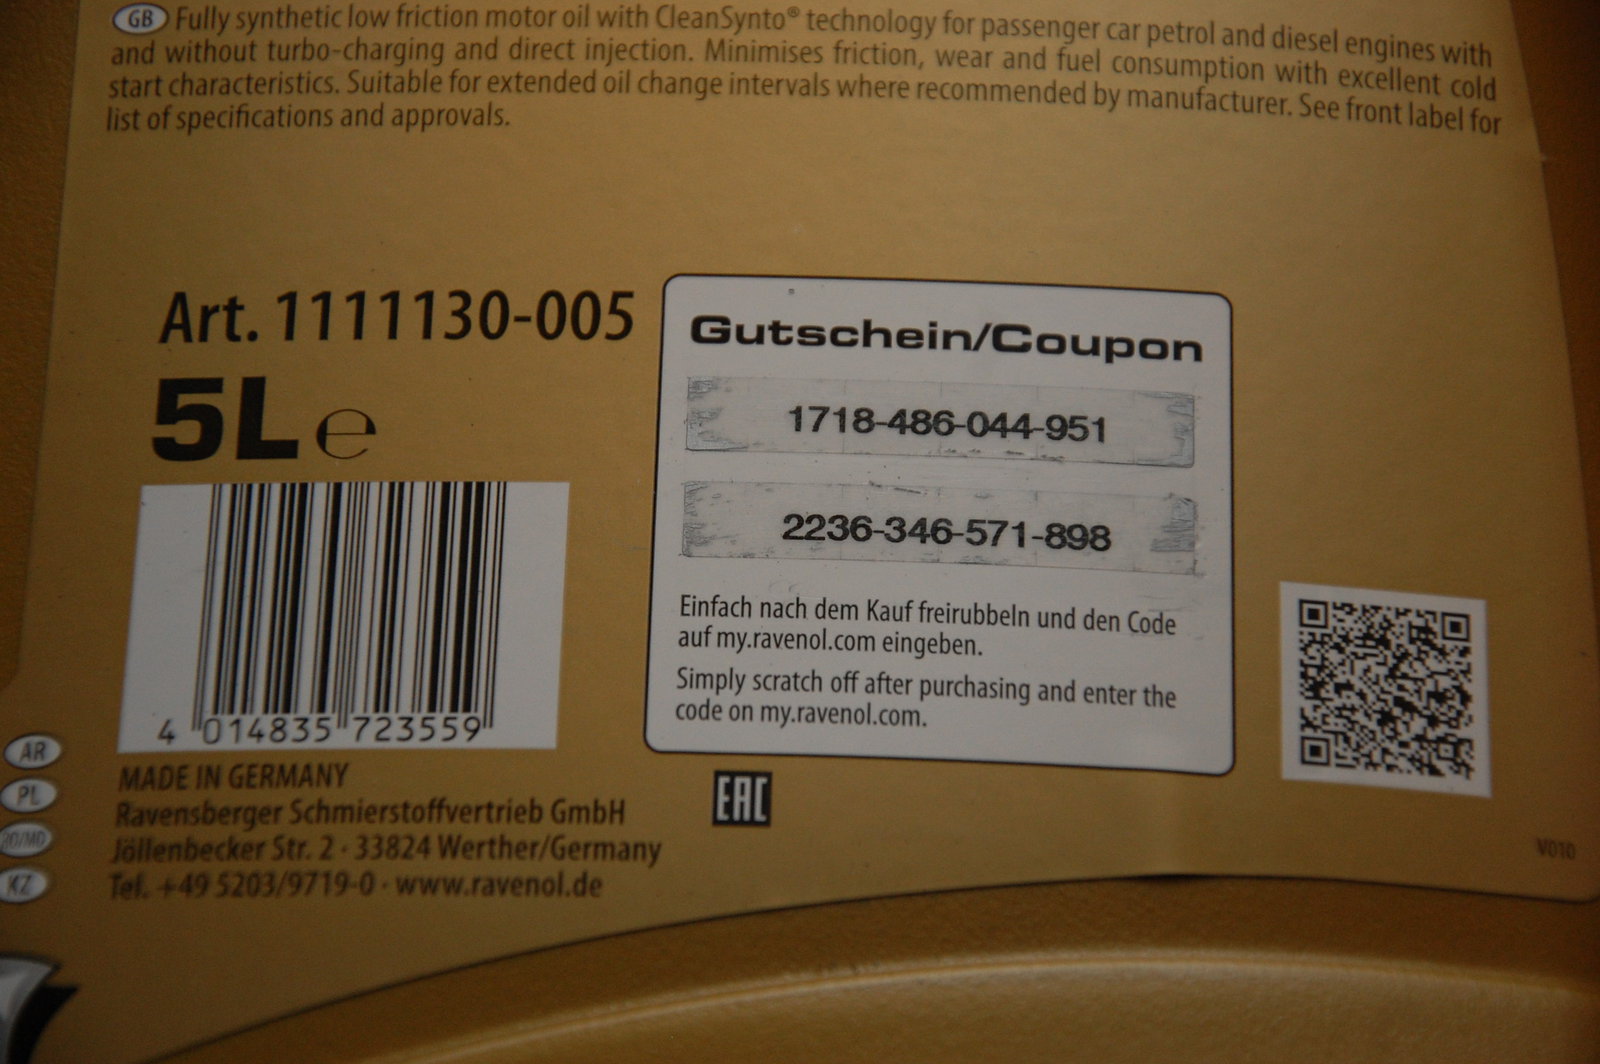 GB Fully synthetic low friction motor oil with CleanSynto® technology for passenger car petrol and diesel engines with
and without turbo-charging and direct injection. Minimises friction, wear and fuel consumption with excellent cold
start characteristics. Suitable for extended oil change intervals where recommended by manufacturer. See front label for
list of specifications and approvals.
Art. 1111130-005
5L e
4 014835 723559
Gutschein/Coupon
1718-486-044-951
2236-346-571-898
Einfach nach dem Kauf freirubbeln und den Code
auf my.ravenol.com eingeben.
Simply scratch off after purchasing and enter the
code on my.ravenol.com.
AR
PL
RO/MD
KZ
MADE IN GERMANY
Ravensberger Schmierstoffvertrieb GmbH
Jöllenbecker Str. 2 · 33824 Werther/Germany
Tel. +49 5203/9719-0 · www.ravenol.de
EAC
V010